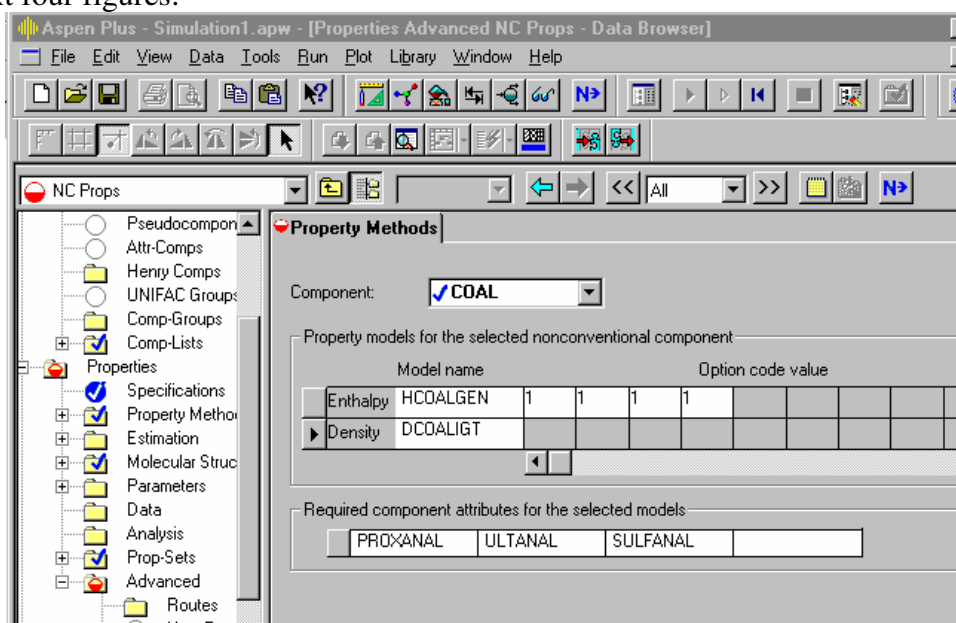 t four figures.
Aspen Plus - Simulation1.apw - [Properties Advanced NC Props - Data Browser]
File Edit View Data Tools Run Plot Library Window Help
N>
NC Props
<< All >> N>
Pseudocompon
Attr-Comps
Henry Comps
UNIFAC Groups
Comp-Groups
Comp-Lists
Properties
Specifications
Property Metho
Estimation
Molecular Struc
Parameters
Data
Analysis
Prop-Sets
Advanced
Routes
Property Methods
Component: COAL
Property models for the selected nonconventional component
Model name Option code value
Enthalpy HCOALGEN 1 1 1 1
Density DCOALIGT
Required component attributes for the selected models
PROXANAL ULTANAL SULFANAL